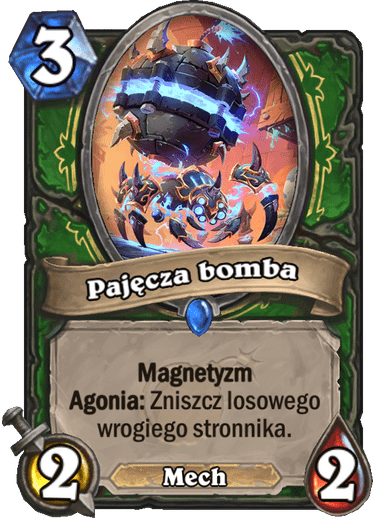 3
Pajęcza bomba
Magnetyzm
Agonia: Zniszcz losowego
wrogiego stronnika.
2
Mech
2